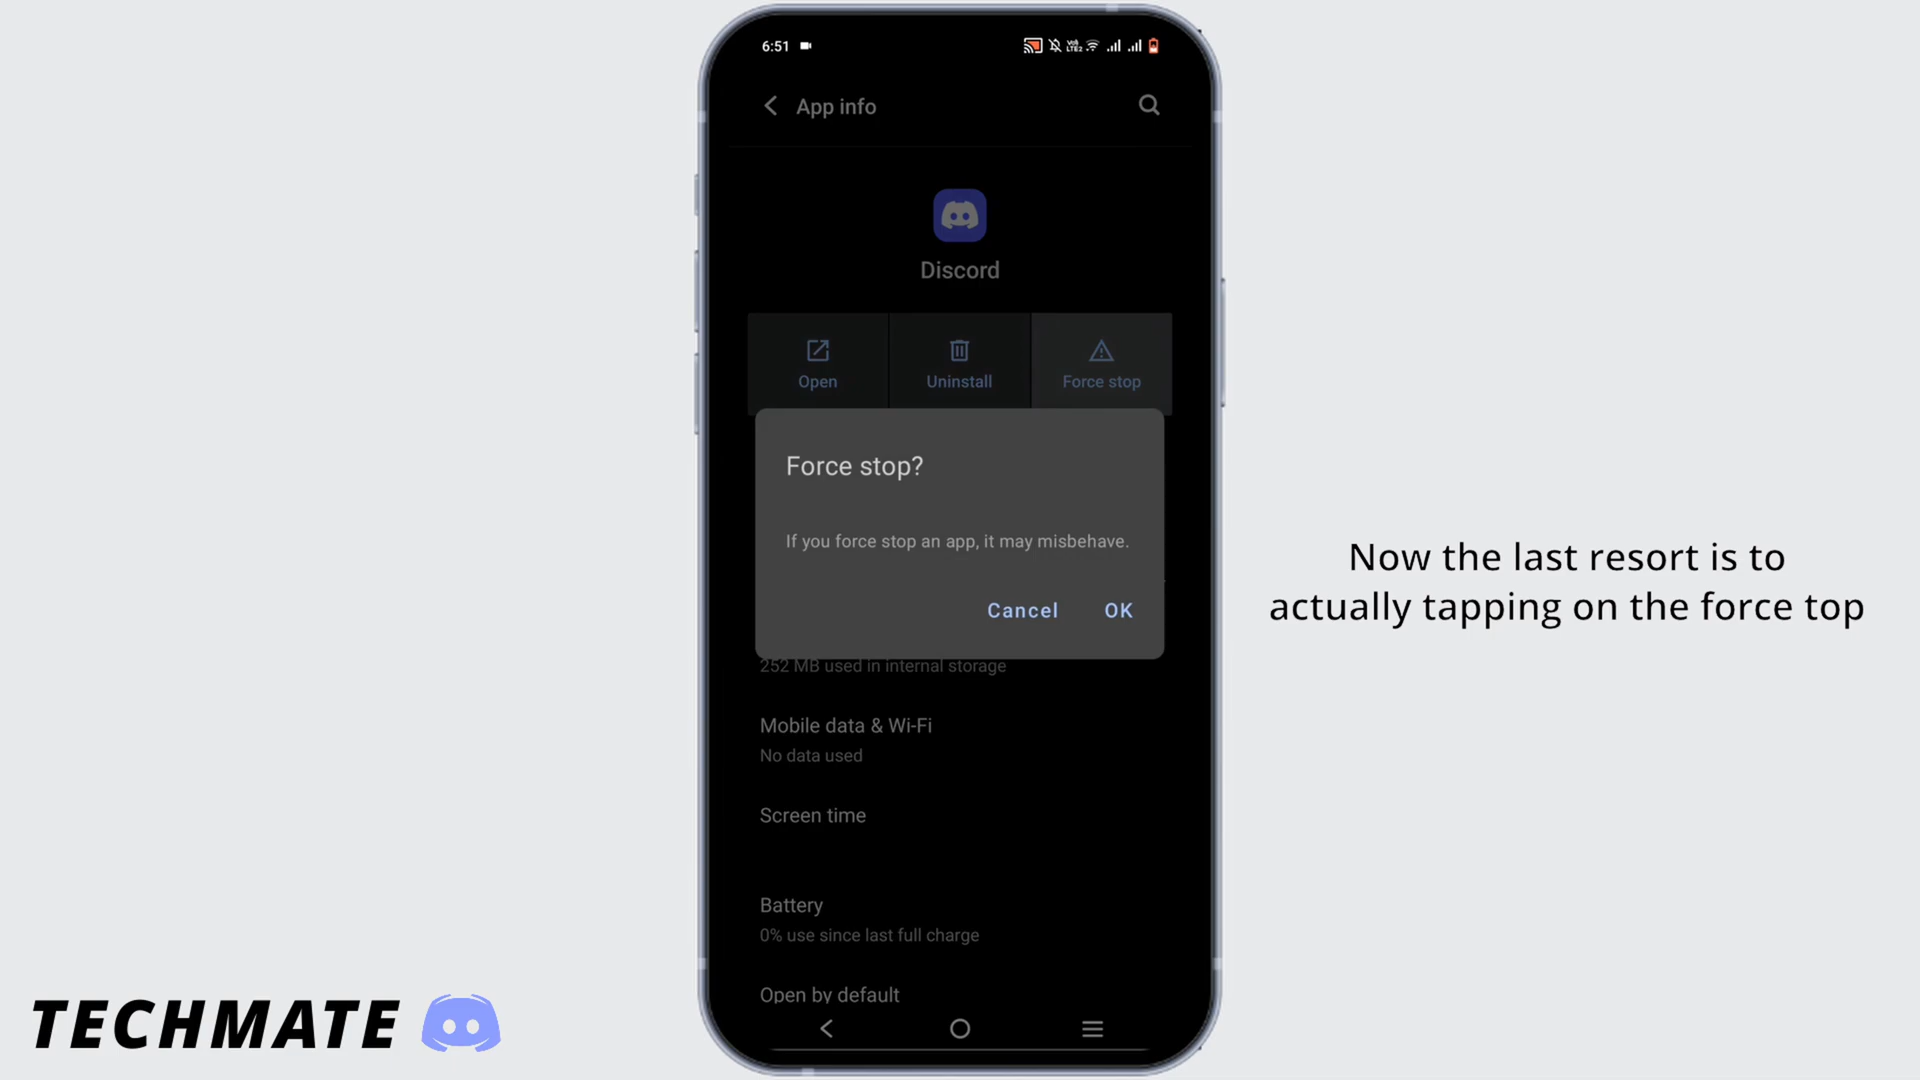 6:51
App info
Discord
Open
Uninstall
Force stop
Force stop?
If you force stop an app, it may misbehave.
Cancel
OK
252 MB used in internal storage
Mobile data & Wi-Fi
No data used
Screen time
Battery
0% use since last full charge
Open by default
Now the last resort is to
actually tapping on the force top
TECHMATE